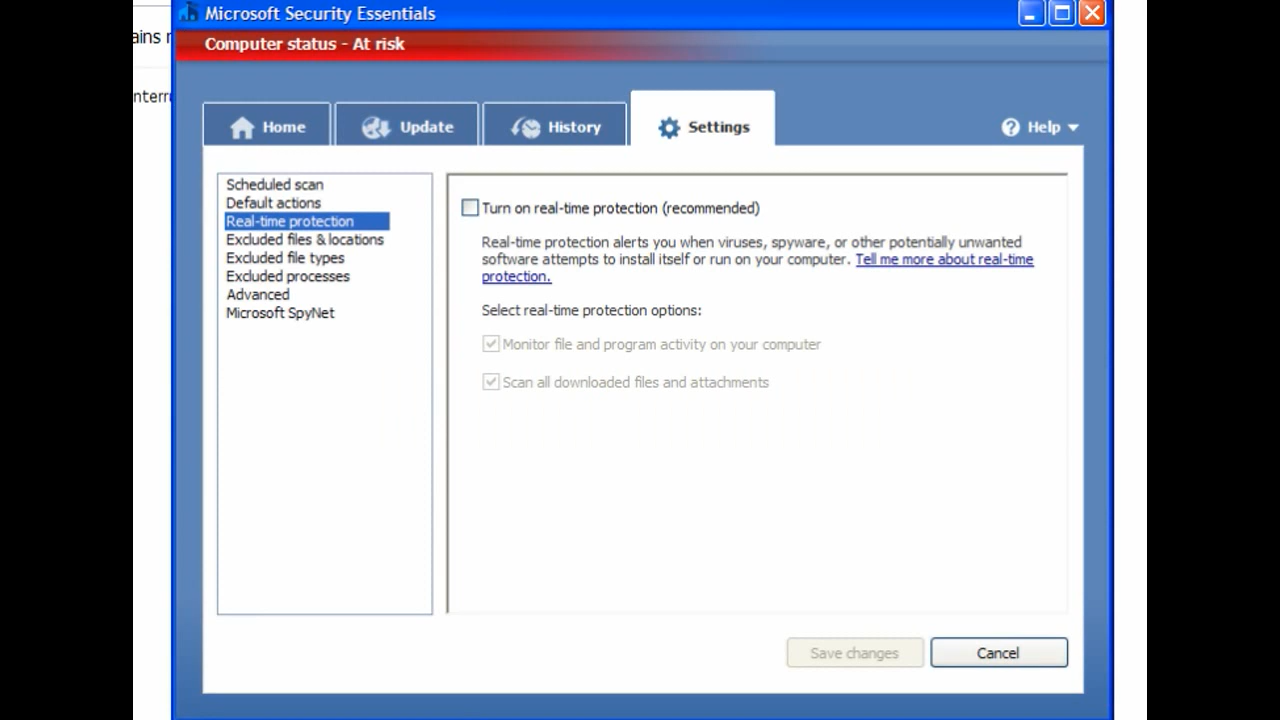 Microsoft Security Essentials
ains
Computer status - At risk
nterr
Home
Update
History
Settings
Help
Scheduled scan
Default actions
Real-time protection
Excluded files & locations
Excluded file types
Excluded processes
Advanced
Microsoft SpyNet
Turn on real-time protection (recommended)
Real-time protection alerts you when viruses, spyware, or other potentially unwanted
software attempts to install itself or run on your computer. Tell me more about real-time
protection.
Select real-time protection options:
Monitor file and program activity on your computer
Scan all downloaded files and attachments
Save changes
Cancel